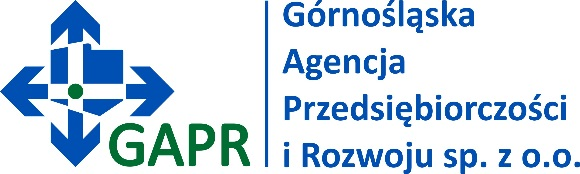 GAPR
Górnośląska
Agencja
Przedsiębiorczości
i Rozwoju sp. z o.o.